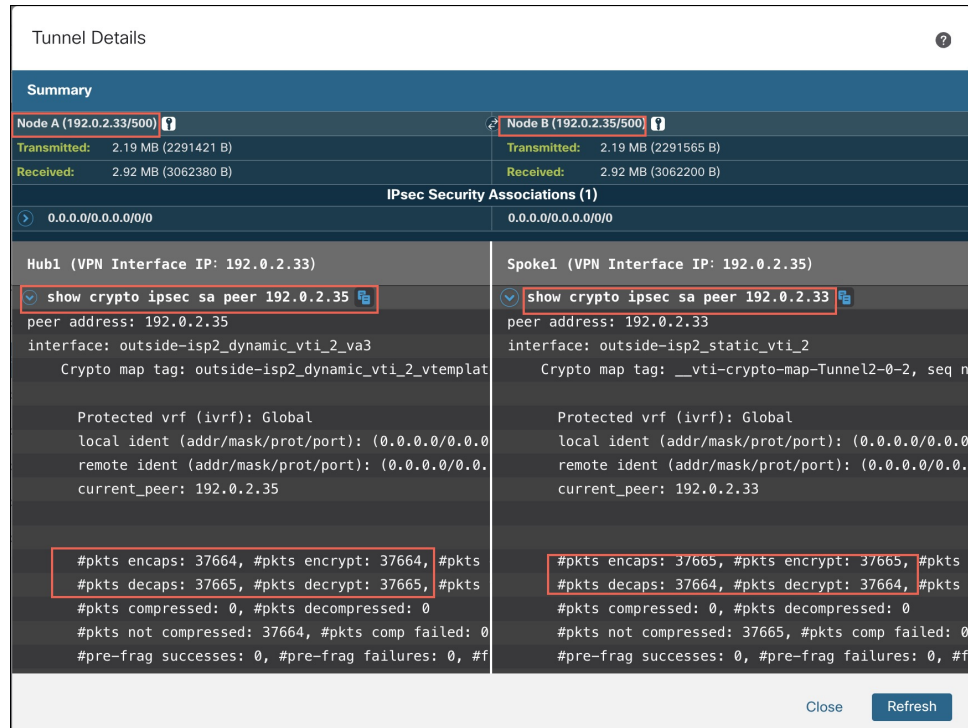 Tunnel Details
?
Summary
Node A (192.0.2.33/500)
Node B (192.0.2.35/500)
Transmitted: 2.19 MB (2291421 B)
Transmitted: 2.19 MB (2291565 B)
Received: 2.92 MB (3062380 B)
Received: 2.92 MB (3062200 B)
IPsec Security Associations (1)
0.0.0.0/0.0.0.0/0/0
0.0.0.0/0.0.0.0/0/0
Hub1 (VPN Interface IP: 192.0.2.33)
show crypto ipsec sa peer 192.0.2.35
peer address: 192.0.2.35
interface: outside-isp2_dynamic_vti_2_va3
Crypto map tag: outside-isp2_dynamic_vti_2_vtemplat
Protected vrf (ivrf): Global
local ident (addr/mask/prot/port): (0.0.0.0/0.0.0
remote ident (addr/mask/prot/port): (0.0.0.0/0.0.
current_peer: 192.0.2.35
#pkts encaps: 37664, #pkts encrypt: 37664, #pkts
#pkts decaps: 37665, #pkts decrypt: 37665, #pkts
#pkts compressed: 0, #pkts decompressed: 0
#pkts not compressed: 37664, #pkts comp failed: 0
#pre-frag successes: 0, #pre-frag failures: 0, #f
Spoke1 (VPN Interface IP: 192.0.2.35)
show crypto ipsec sa peer 192.0.2.33
peer address: 192.0.2.33
interface: outside-isp2_static_vti_2
Crypto map tag: __vti-crypto-map-Tunnel2-0-2, seq n
Protected vrf (ivrf): Global
local ident (addr/mask/prot/port): (0.0.0.0/0.0.0
remote ident (addr/mask/prot/port): (0.0.0.0/0.0.
current_peer: 192.0.2.33
#pkts encaps: 37665, #pkts encrypt: 37665, #pkts
#pkts decaps: 37664, #pkts decrypt: 37664, #pkts
#pkts compressed: 0, #pkts decompressed: 0
#pkts not compressed: 37665, #pkts comp failed: 0
#pre-frag successes: 0, #pre-frag failures: 0, #f
Close
Refresh